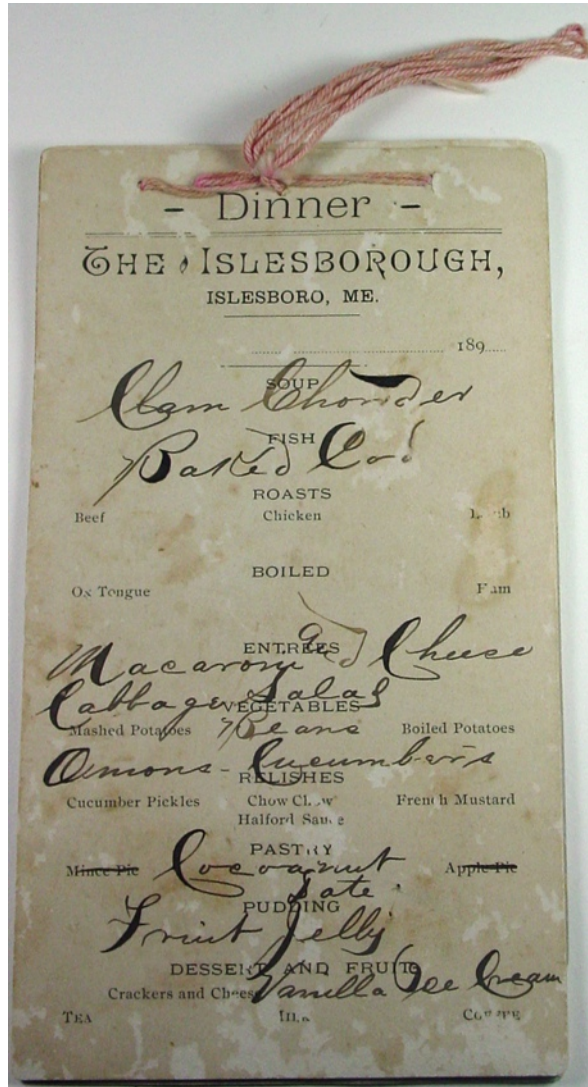 - Dinner -
THE ISLESBOROUGH,
ISLESBORO, ME.
189
SOUP
Clam Chowder
FISH
Baked Cod
ROASTS
Beef Chicken Lamb
BOILED
Ox Tongue Ham
ENTREES
Macaroni and Cheese
Cabbage Salad
VEGETABLES
Mashed Potatoes Beans Boiled Potatoes
Onions - Cucumbers
RELISHES
Cucumber Pickles Chow Chow French Mustard
Halford Sauce
PASTRY
Mince Pie Cocoanut Apple Pie
PUDDING
Fruit Jelly
DESSERT AND FRUIT
Crackers and Cheese Vanilla Ice Cream
TEA MILK COFFEE